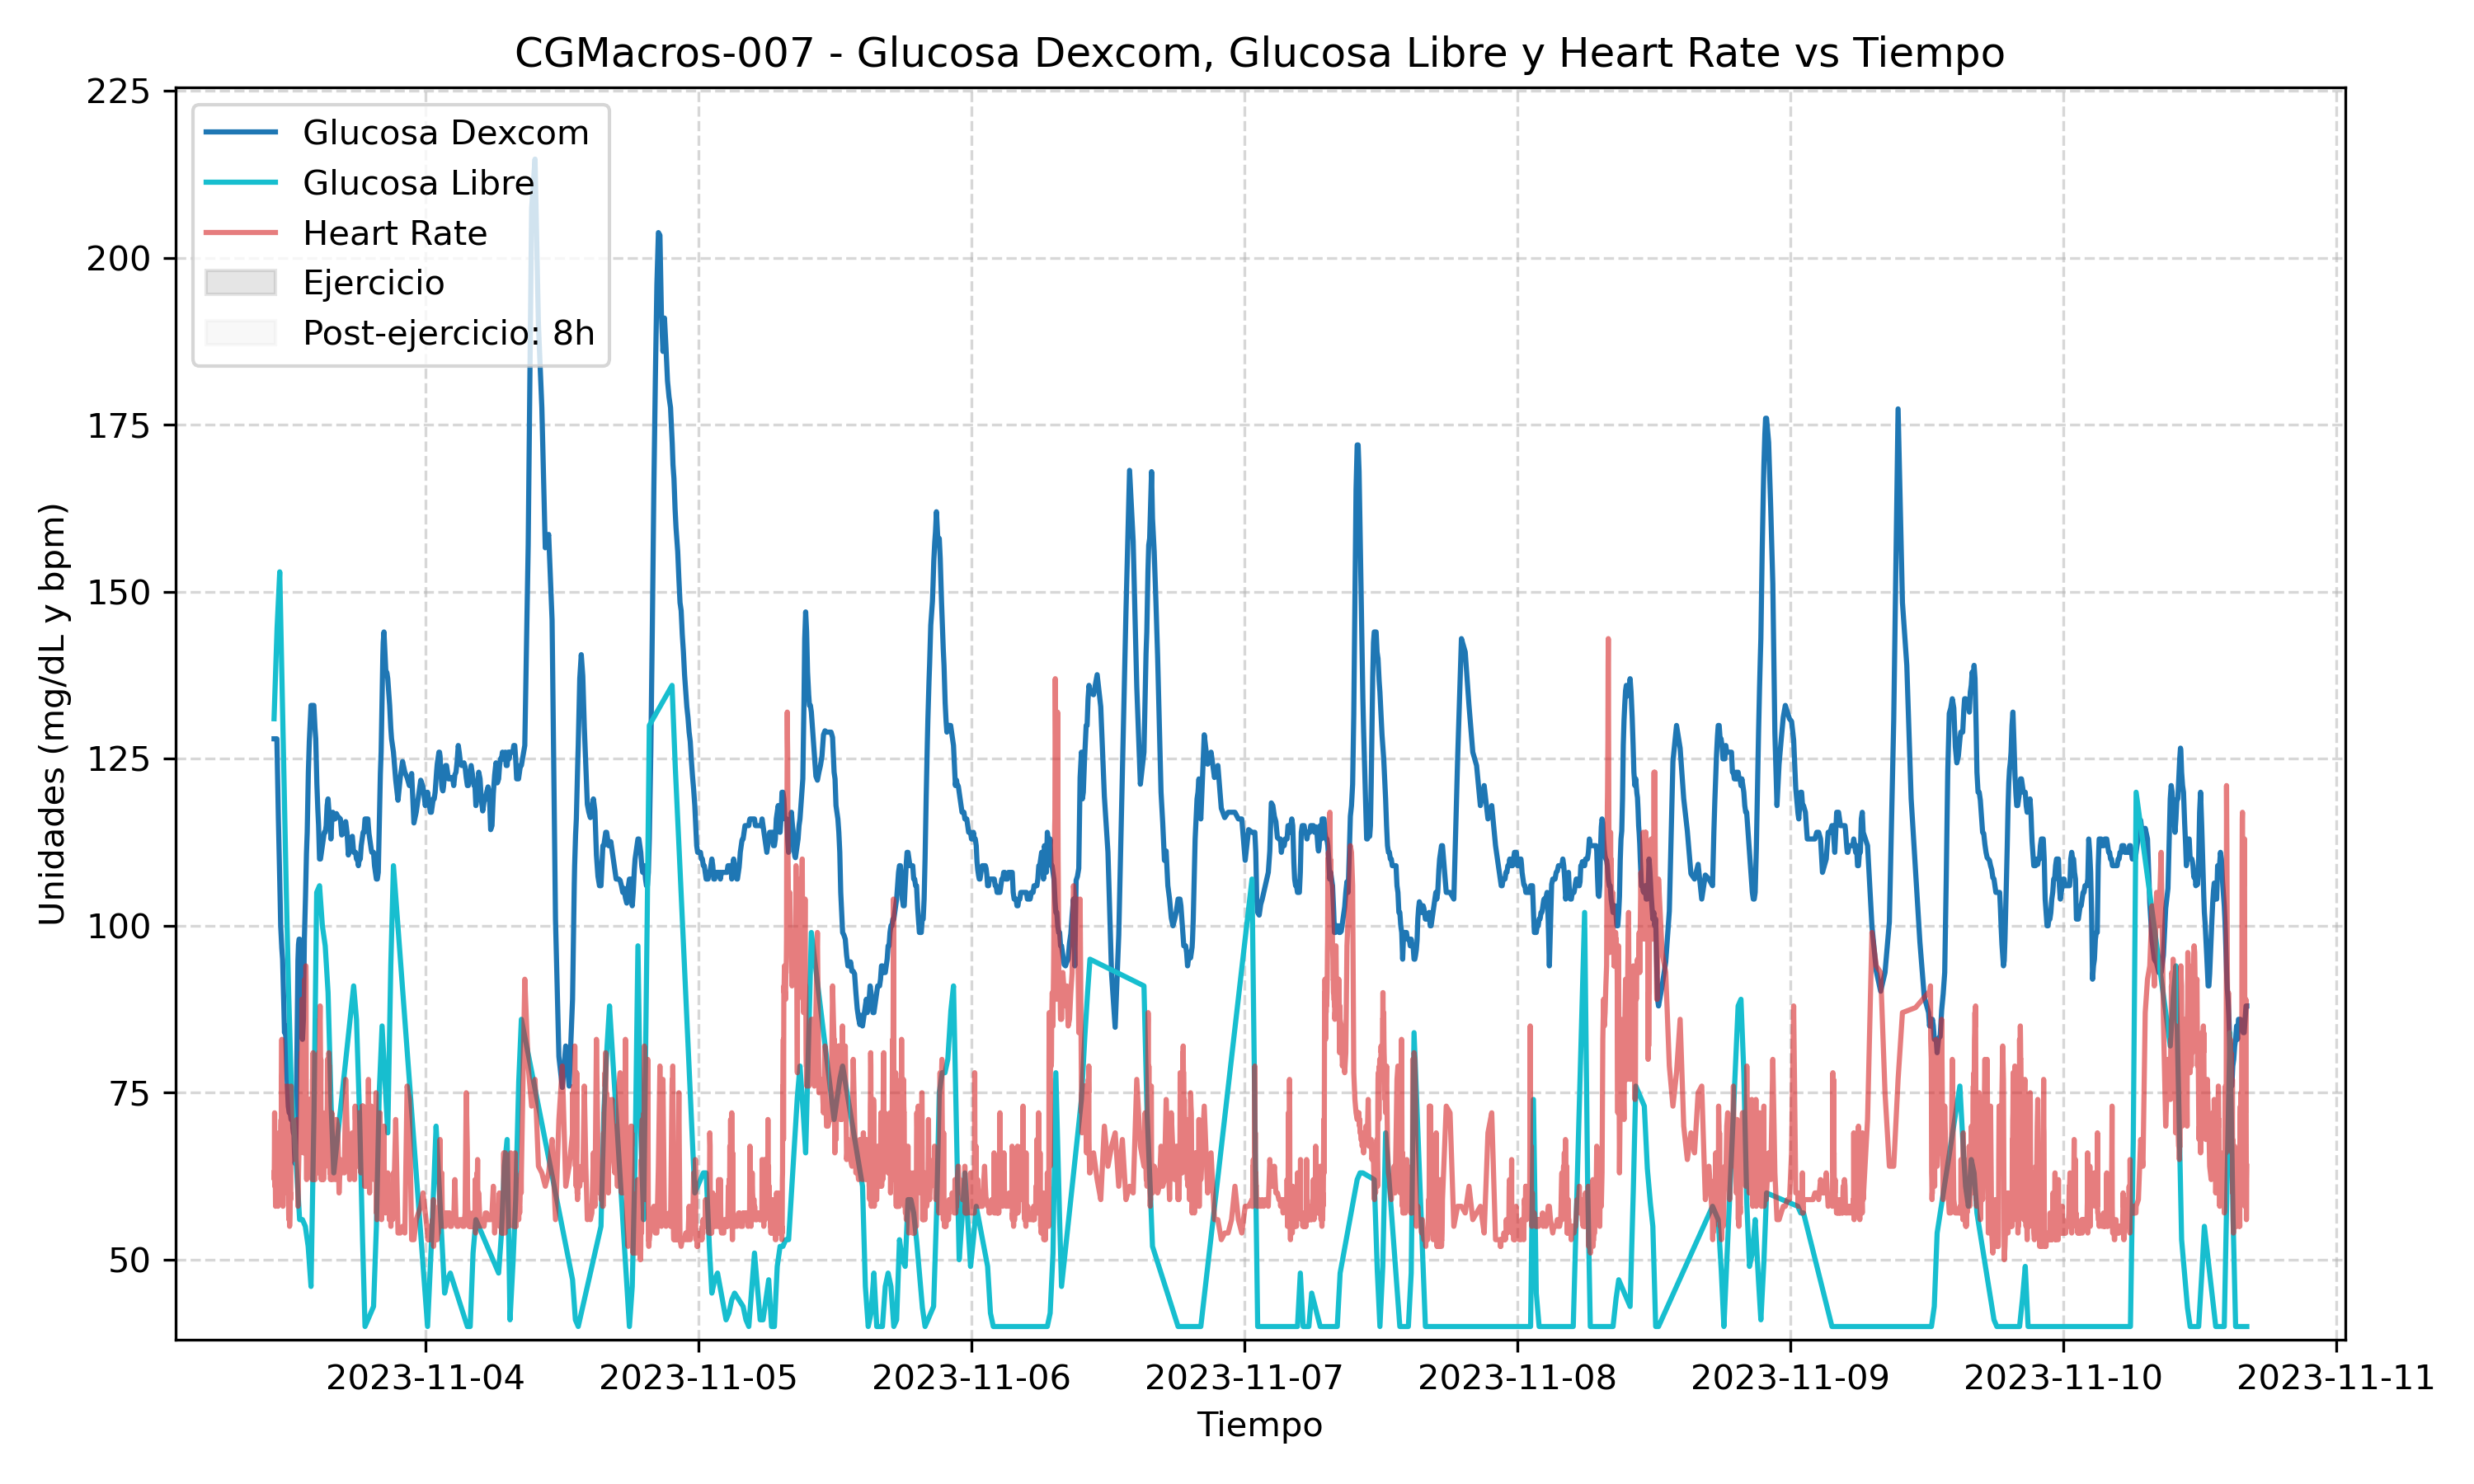 CGMacros-007 - Glucosa Dexcom, Glucosa Libre y Heart Rate vs Tiempo
225
200
175
150
125
100
75
50
Unidades (mg/dL y bpm)
Glucosa Dexcom
Glucosa Libre
Heart Rate
Ejercicio
Post-ejercicio: 8h
2023-11-04
2023-11-05
2023-11-06
2023-11-07
2023-11-08
2023-11-09
2023-11-10
2023-11-11
Tiempo